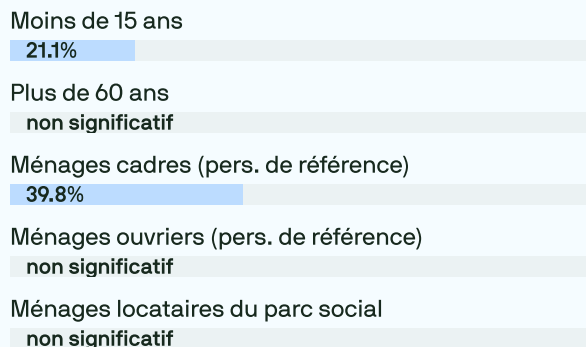 Moins de 15 ans
21.1%
Plus de 60 ans
non significatif
Ménages cadres (pers. de référence)
39.8%
Ménages ouvriers (pers. de référence)
non significatif
Ménages locataires du parc social
non significatif